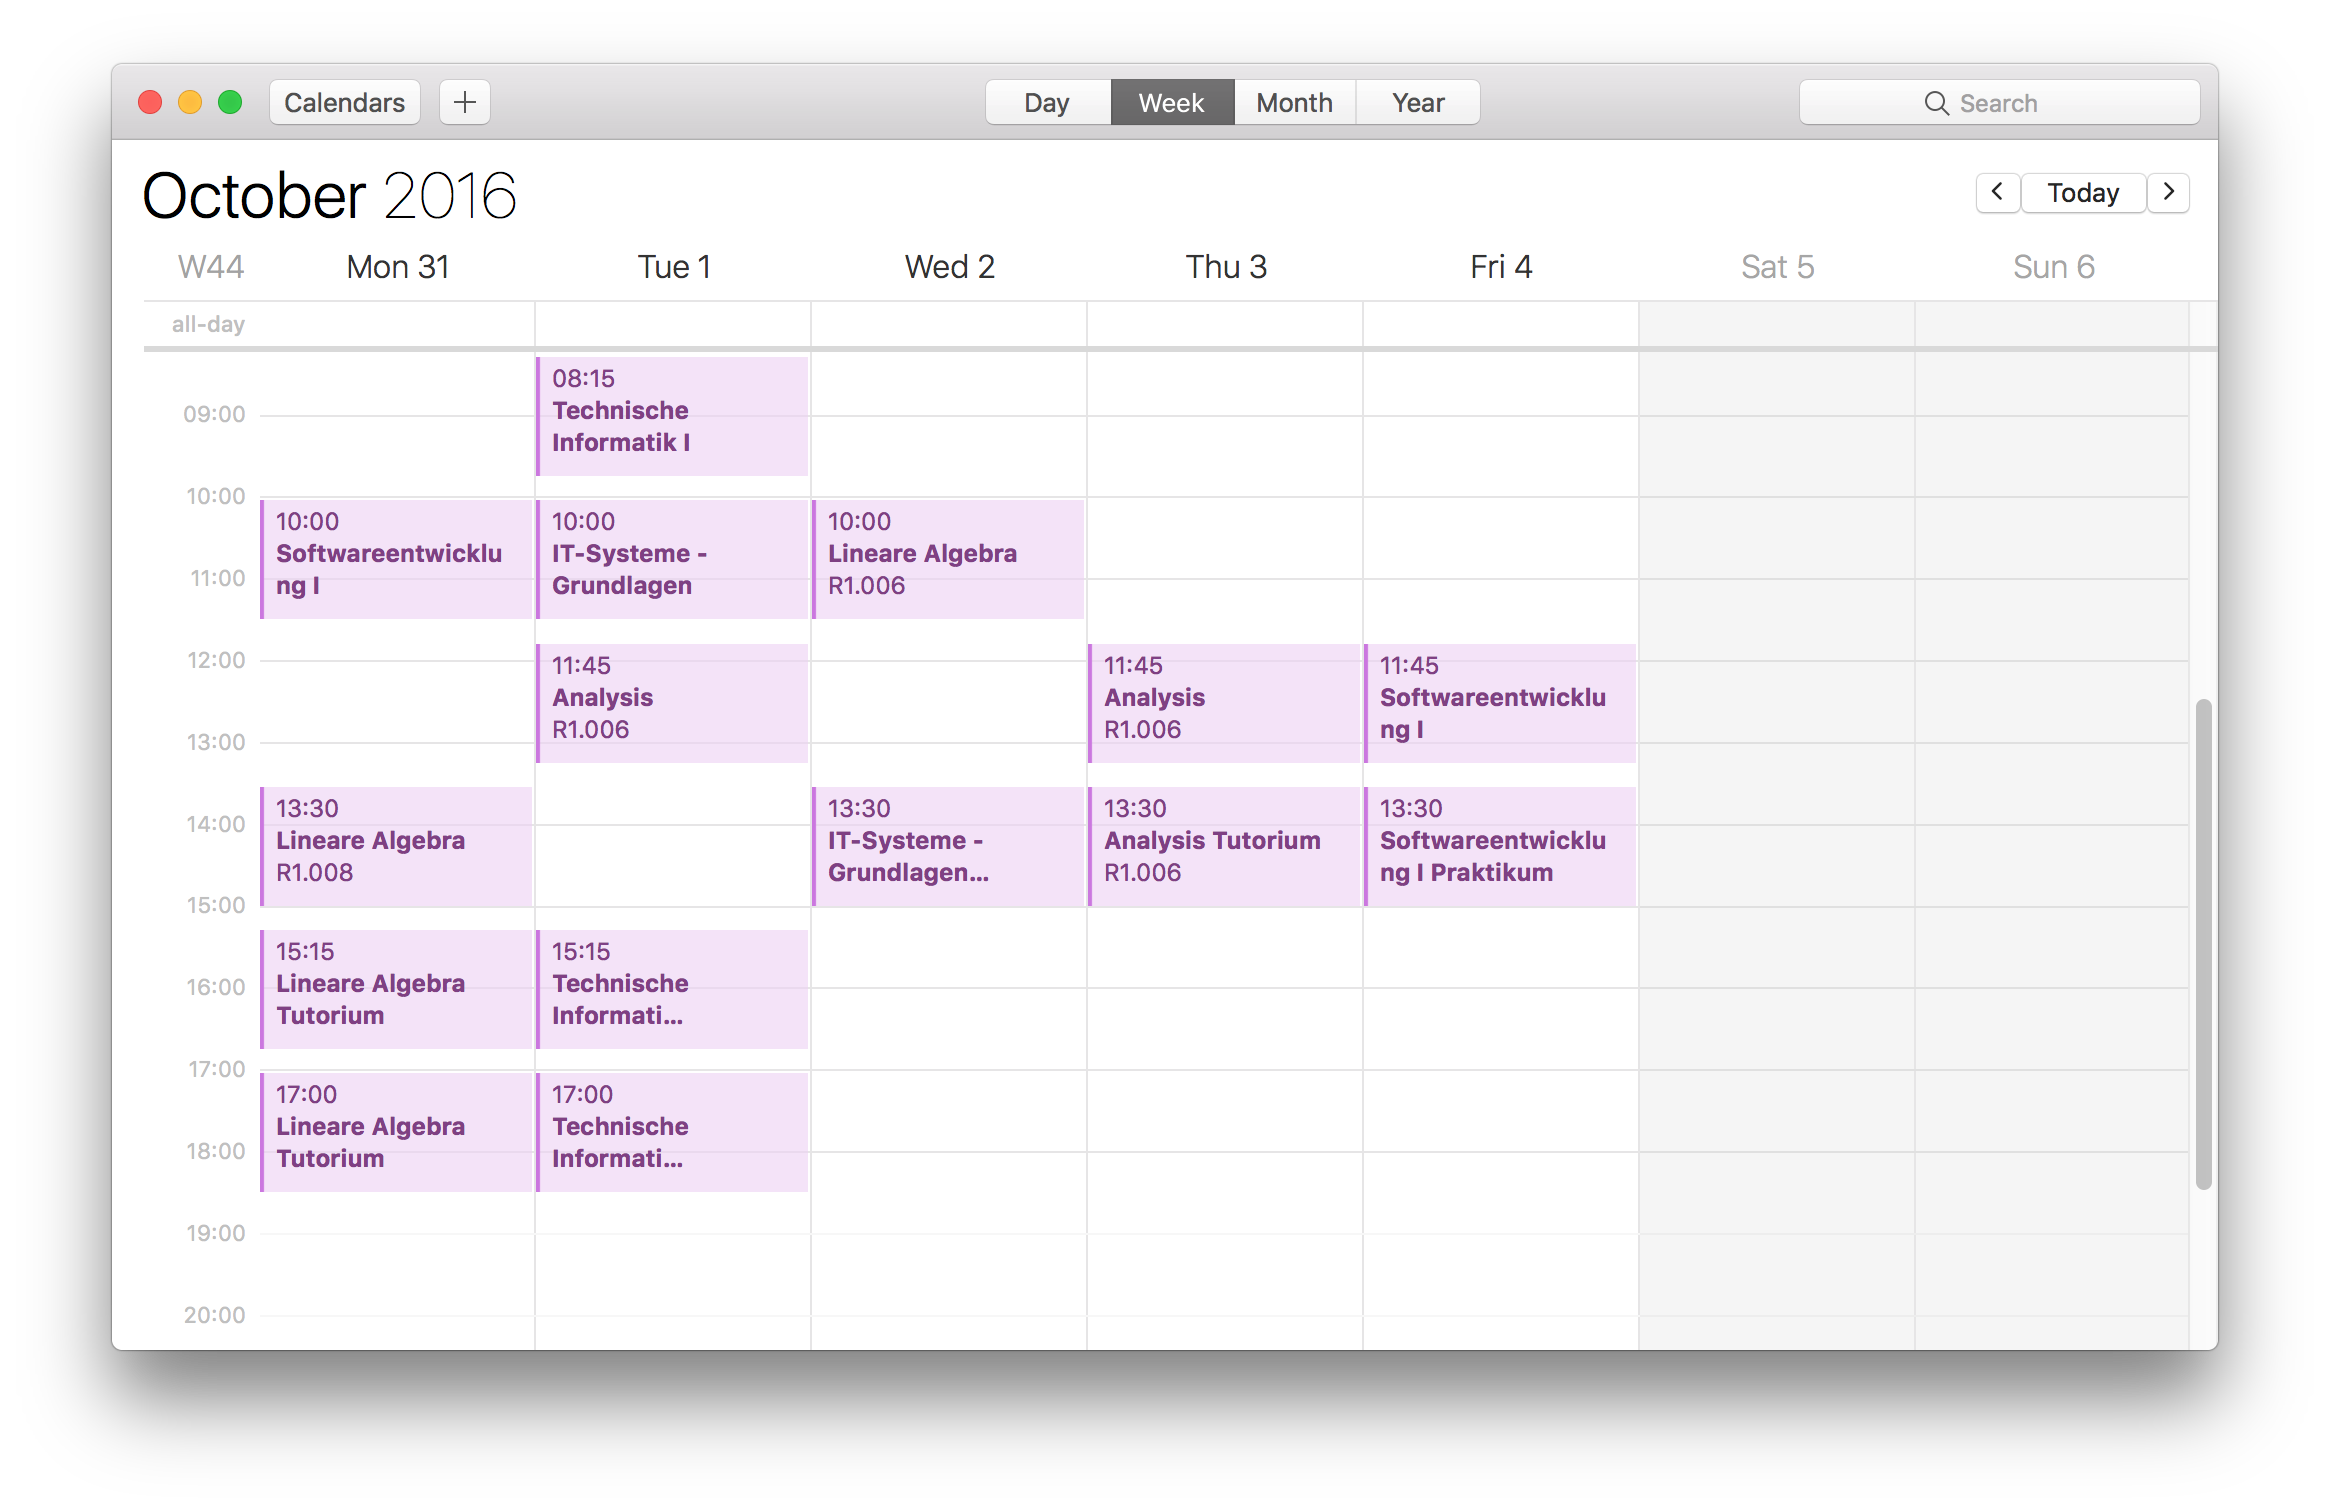 Calendars
Day Week Month Year
Search
October 2016
Today
W44 Mon 31 Tue 1 Wed 2 Thu 3 Fri 4 Sat 5 Sun 6
all-day
09:00
10:00
11:00
12:00
13:00
14:00
15:00
16:00
17:00
18:00
19:00
20:00
10:00
Softwareentwicklu
ng I
13:30
Lineare Algebra
R1.008
15:15
Lineare Algebra
Tutorium
17:00
Lineare Algebra
Tutorium
08:15
Technische
Informatik I
10:00
IT-Systeme -
Grundlagen
11:45
Analysis
R1.006
15:15
Technische
Informati...
17:00
Technische
Informati...
10:00
Lineare Algebra
R1.006
13:30
IT-Systeme -
Grundlagen...
11:45
Analysis
R1.006
13:30
Analysis Tutorium
R1.006
11:45
Softwareentwicklu
ng I
13:30
Softwareentwicklu
ng I Praktikum